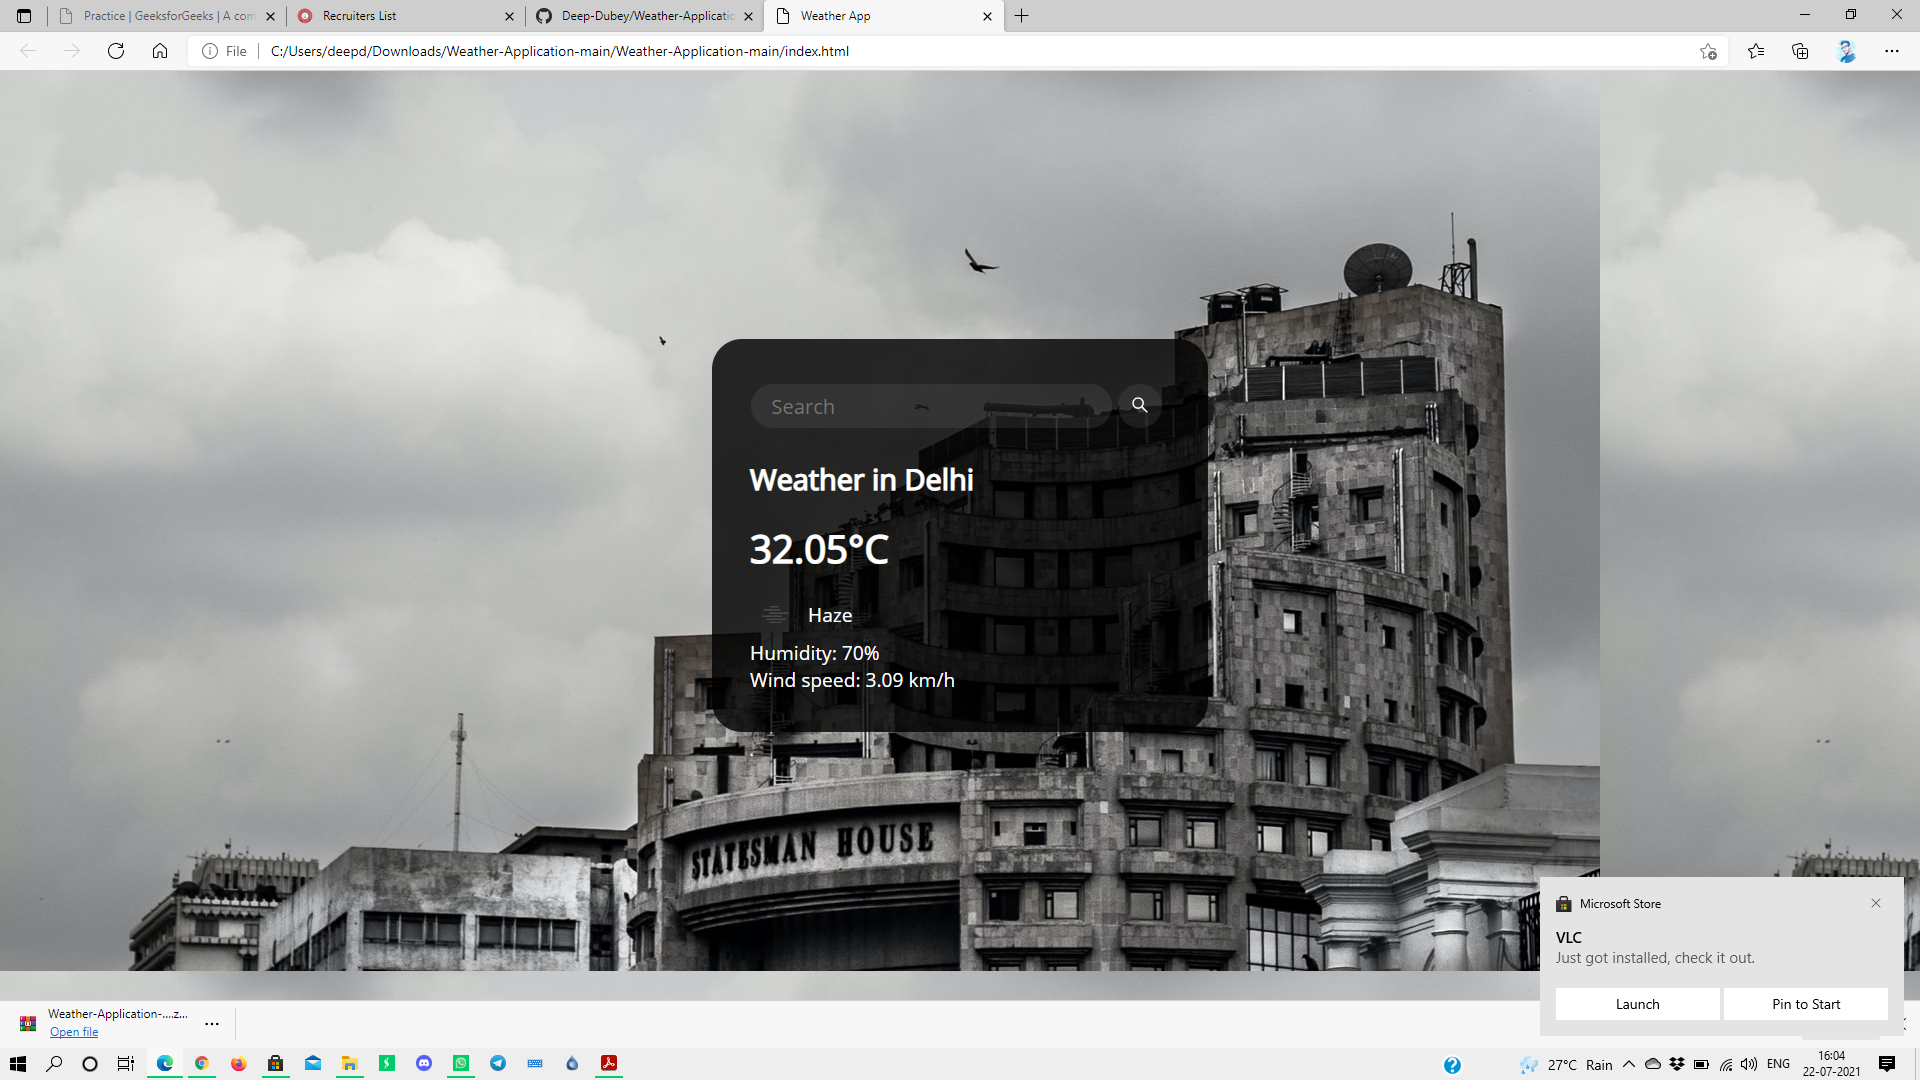 Practice | GeeksforGeeks | A com
Recruiters List
Deep-Dubey/Weather-Applicatio
Weather App
File
C:/Users/deepd/Downloads/Weather-Application-main/Weather-Application-main/index.html
Search
Weather in Delhi
32.05°C
Haze
Humidity: 70%
Wind speed: 3.09 km/h
STATESMAN HOUSE
Microsoft Store
VLC
Just got installed, check it out.
Launch
Pin to Start
Weather-Application-....z...
Open file
27°C Rain
ENG
16:04
22-07-2021